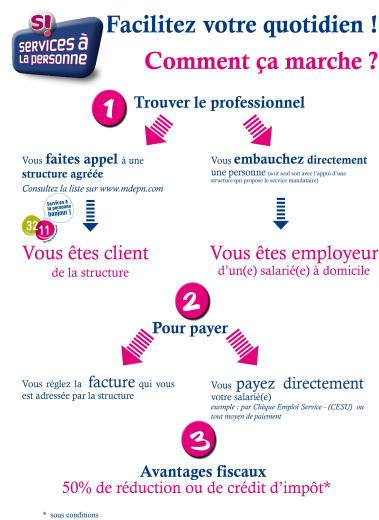 S!
SERVICES À
LA PERSONNE
Facilitez votre quotidien !
Comment ça marche ?
1
Trouver le professionnel
Vous faites appel à une
structure agréée
Consultez la liste sur www.mdepn.com
Vous embauchez directement
une personne (soit seul soit avec l'appui d'une
structure qui propose le service mandataire)
Services à
la personne
bonjour !
32 11
Vous êtes client
de la structure
Vous êtes employeur
d'un(e) salarié(e) à domicile
2
Pour payer
Vous réglez la facture qui vous
est adressée par la structure
Vous payez directement
votre salarié(e)
exemple : par Chèque Emploi Service - (CESU) ou
tout moyen de paiement
3
Avantages fiscaux
50% de réduction ou de crédit d'impôt*
* sous conditions